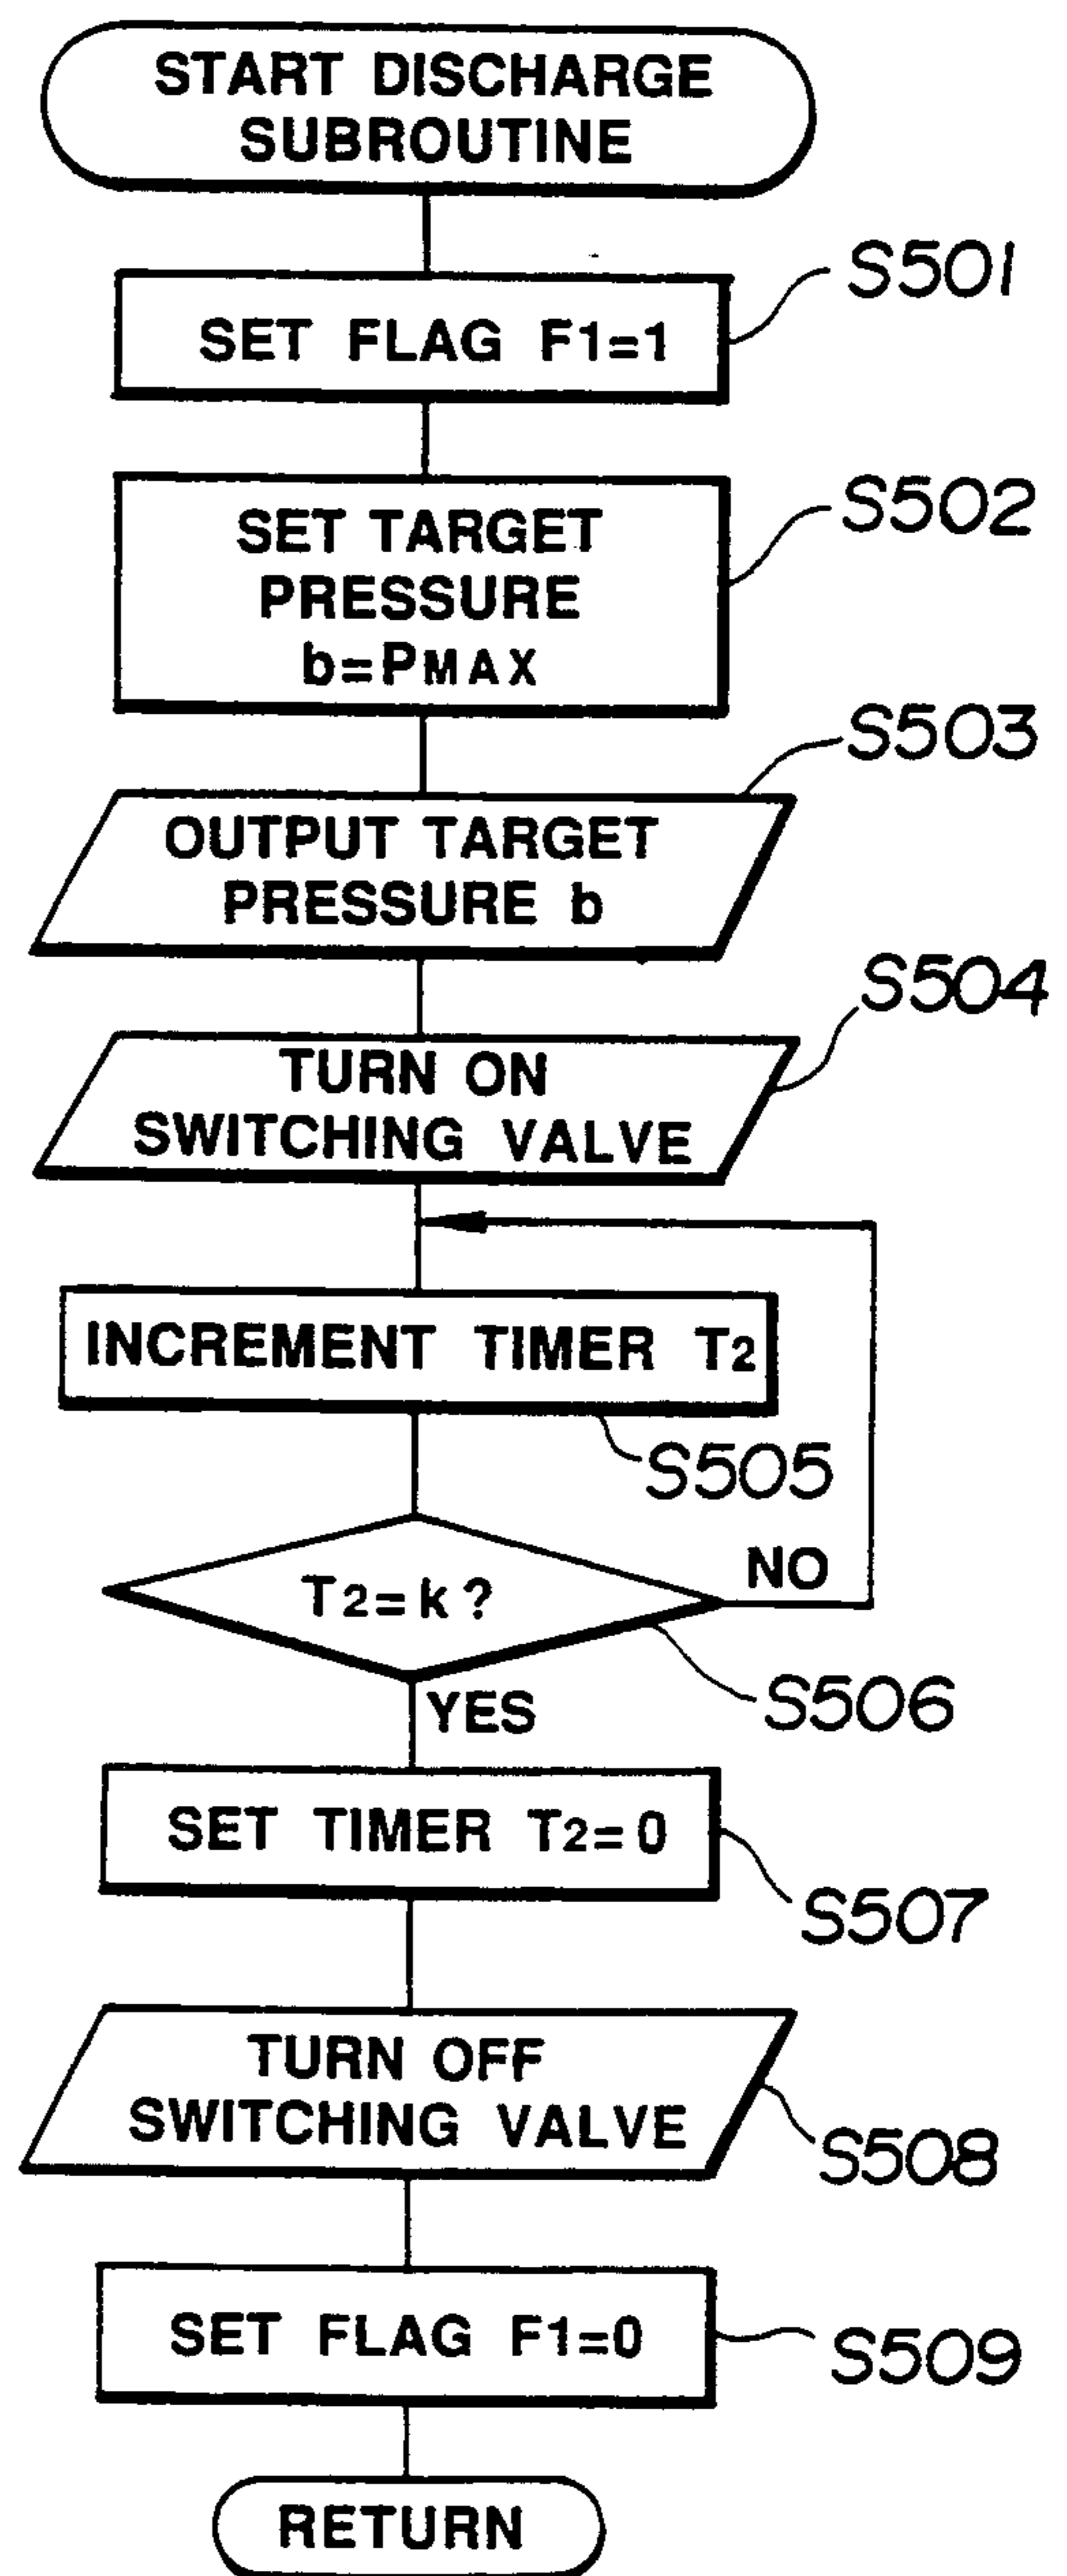 START DISCHARGE
SUBROUTINE
S501
SET FLAG F1=1
S502
SET TARGET
PRESSURE
b=PMAX
S503
OUTPUT TARGET
PRESSURE b
S504
TURN ON
SWITCHING VALVE
INCREMENT TIMER T2
S505
T2=k?
NO
S506
YES
SET TIMER T2=0
S507
TURN OFF
SWITCHING VALVE
S508
SET FLAG F1=0
S509
RETURN